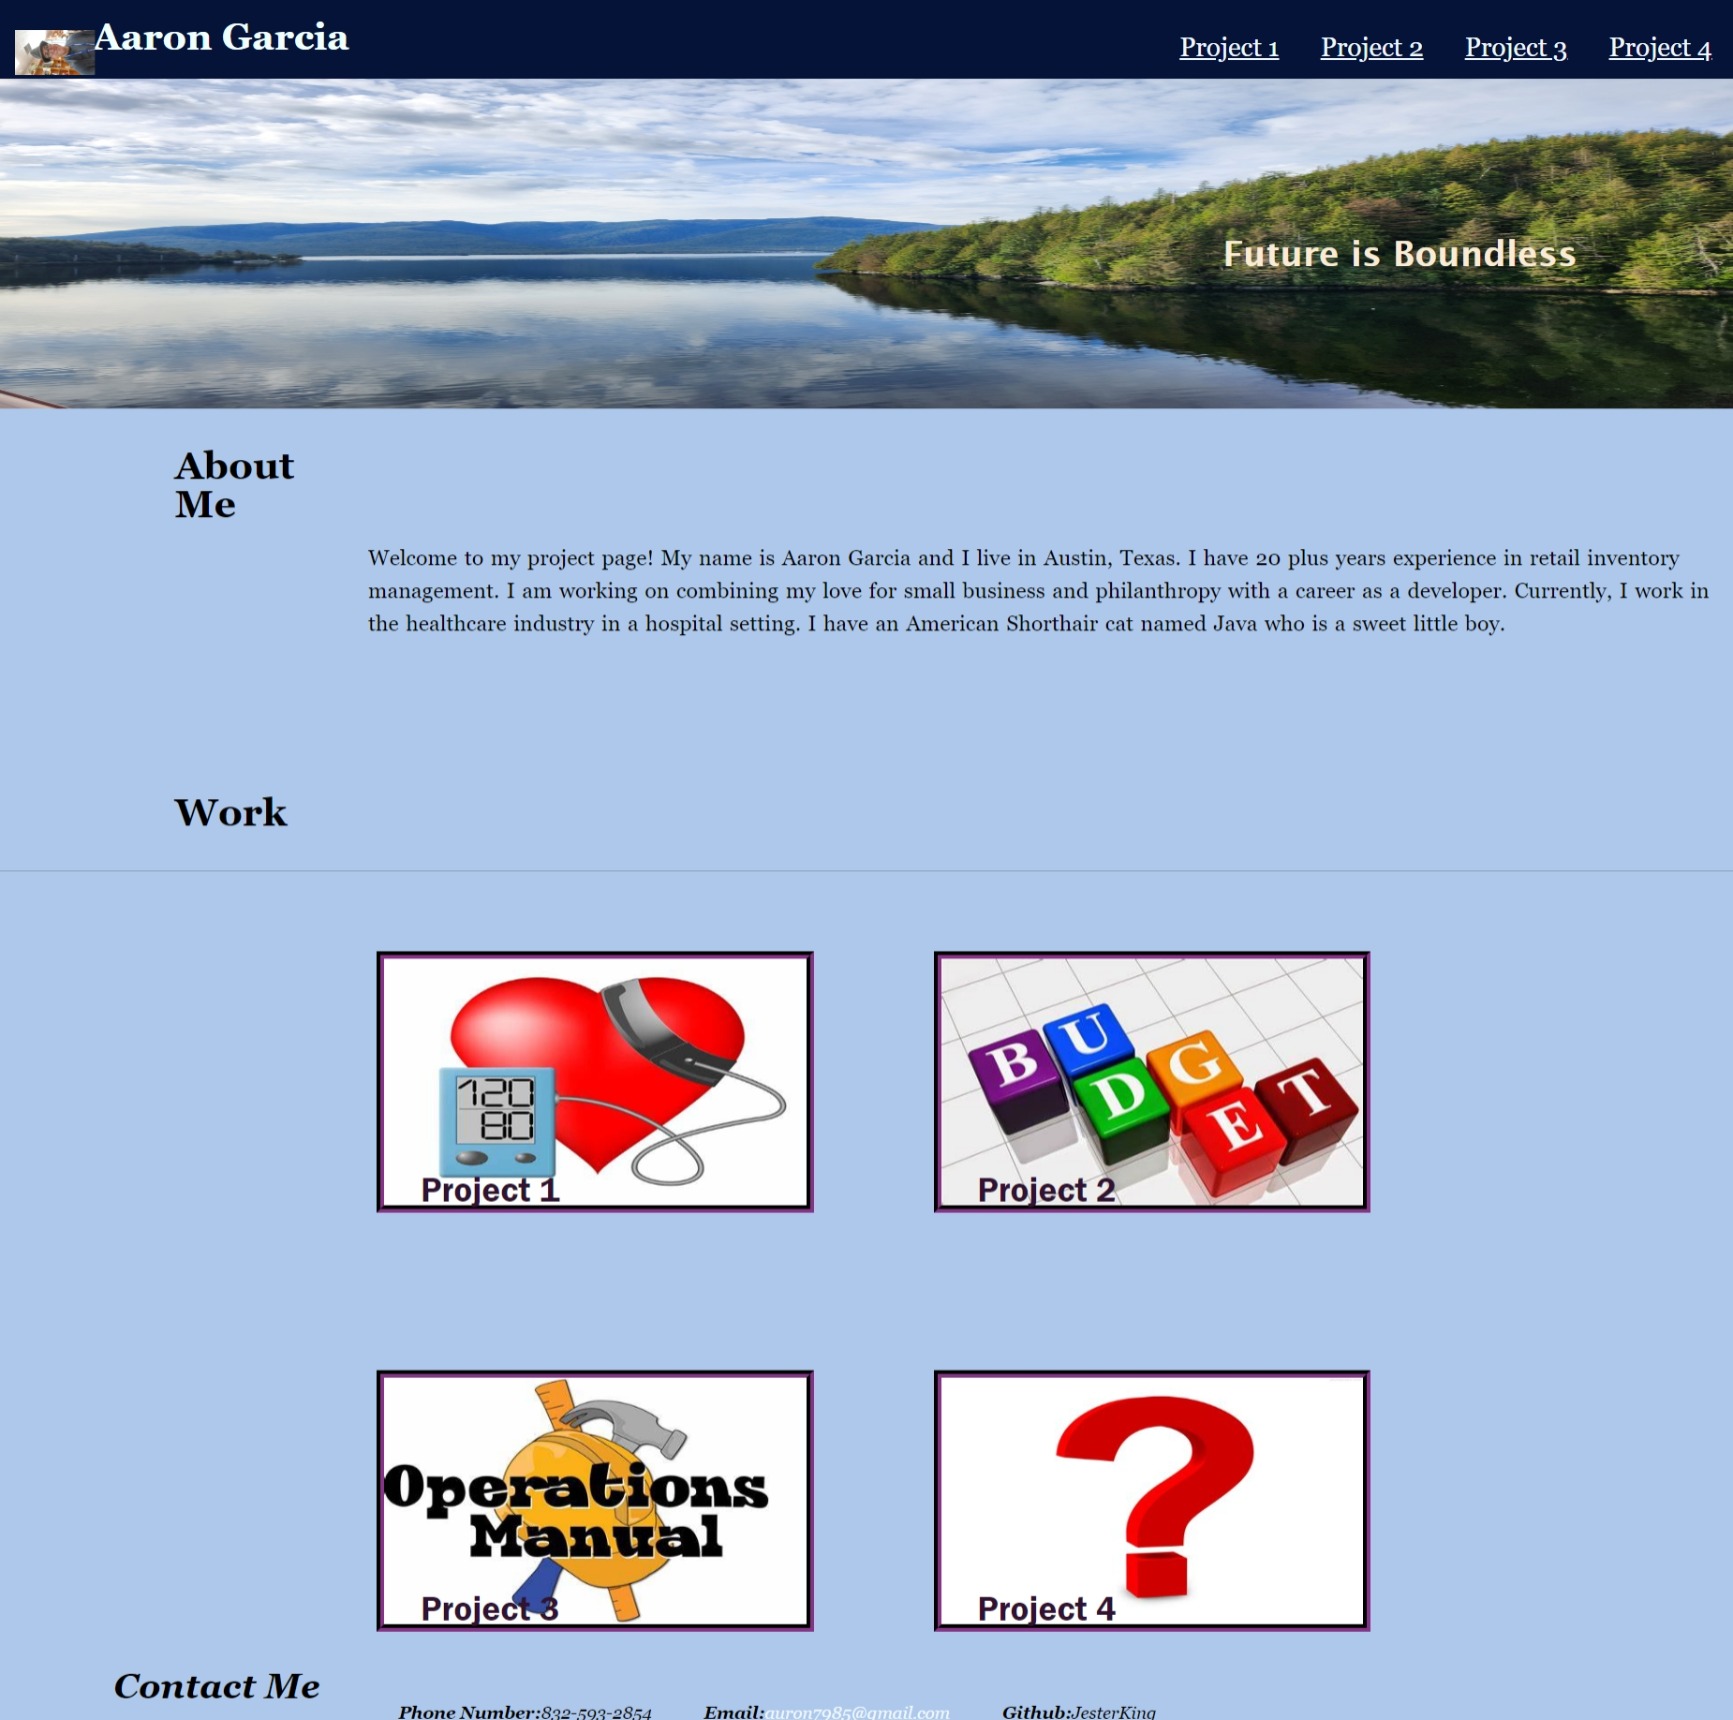 Aaron Garcia
Project 1 Project 2 Project 3 Project 4
Future is Boundless
About
Me
Welcome to my project page! My name is Aaron Garcia and I live in Austin, Texas. I have 20 plus years experience in retail inventory
management. I am working on combining my love for small business and philanthropy with a career as a developer. Currently, I work in
the healthcare industry in a hospital setting. I have an American Shorthair cat named Java who is a sweet little boy.
Work
120
80
Project 1
BUDGET
Project 2
Operations
Manual
Project 3
Project 4
Contact Me
Phone Number:832-593-2854 Email:auron7985@gmail.com Github:JesterKing